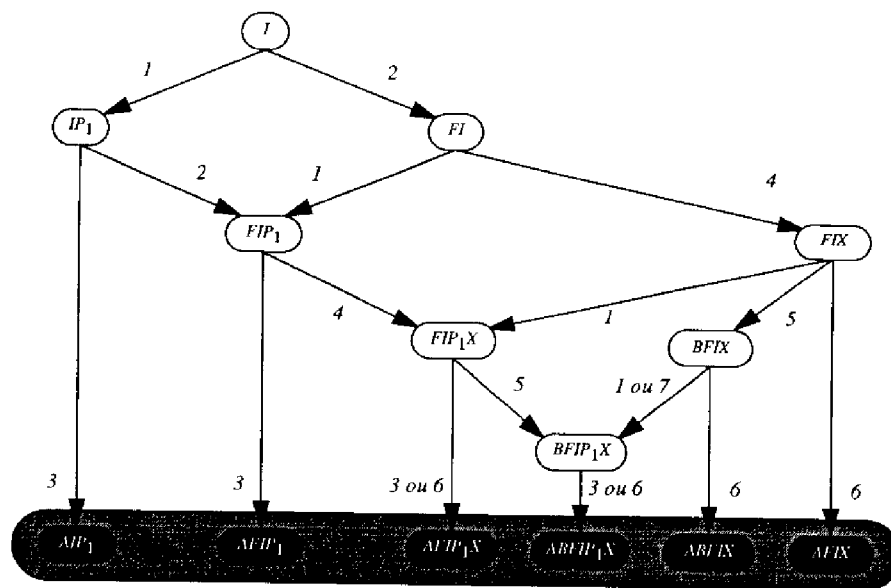 I
1
2
IP1
FI
2
1
4
FIP1
FIX
4
1
5
FIP1X
BFIX
5
1 ou 7
BFIP1X
3
3
3 ou 6
3 ou 6
6
6
AIP1
AFIP1
AFIP1X
ABFIP1X
ABFIX
AFIX